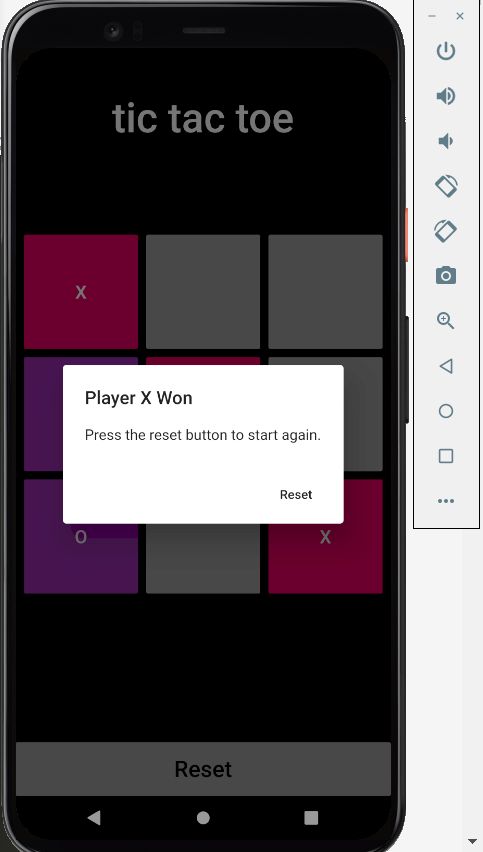 tic tac toe
X
Player X Won
Press the reset button to start again.
Reset
O
X
Reset